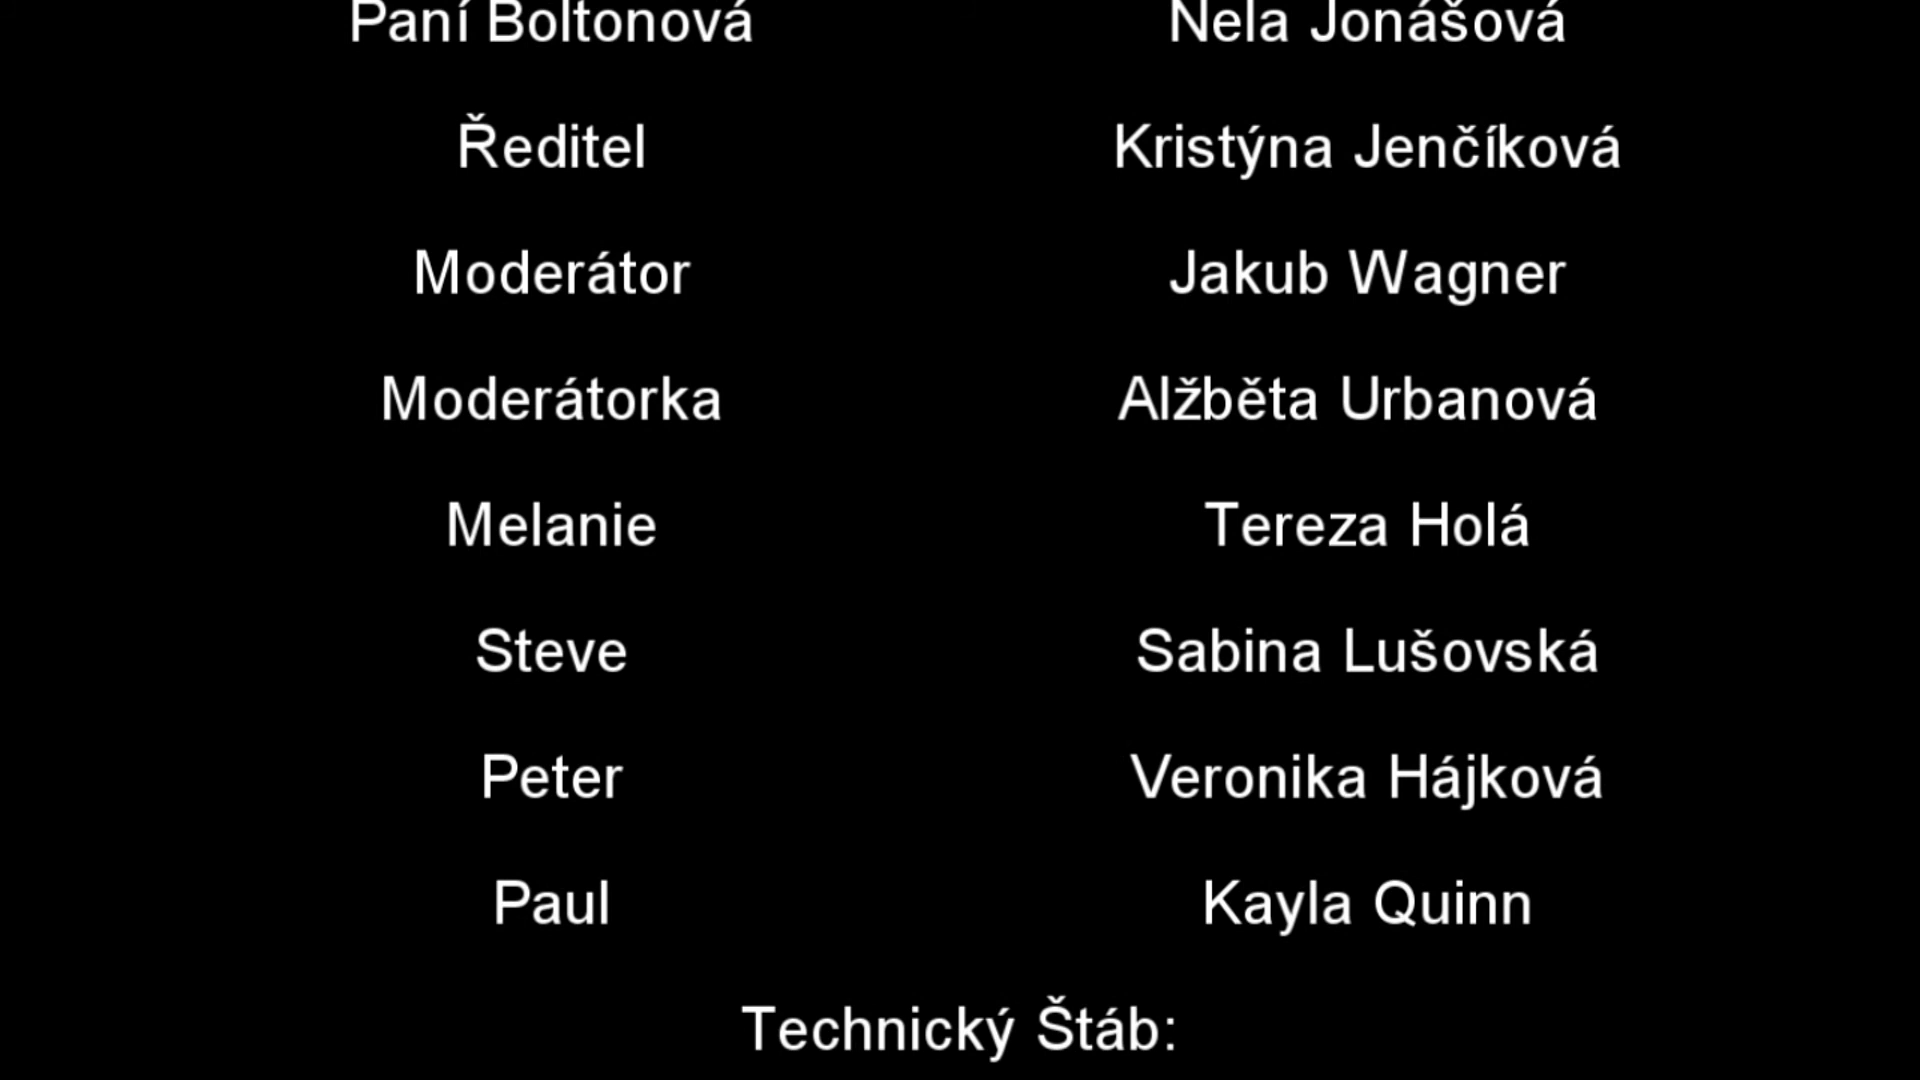 Paní Boltonová Nela Jonášová
Ředitel Kristýna Jenčíková
Moderátor Jakub Wagner
Moderátorka Alžběta Urbanová
Melanie Tereza Holá
Steve Sabina Lušovská
Peter Veronika Hájková
Paul Kayla Quinn
Technický Štáb: